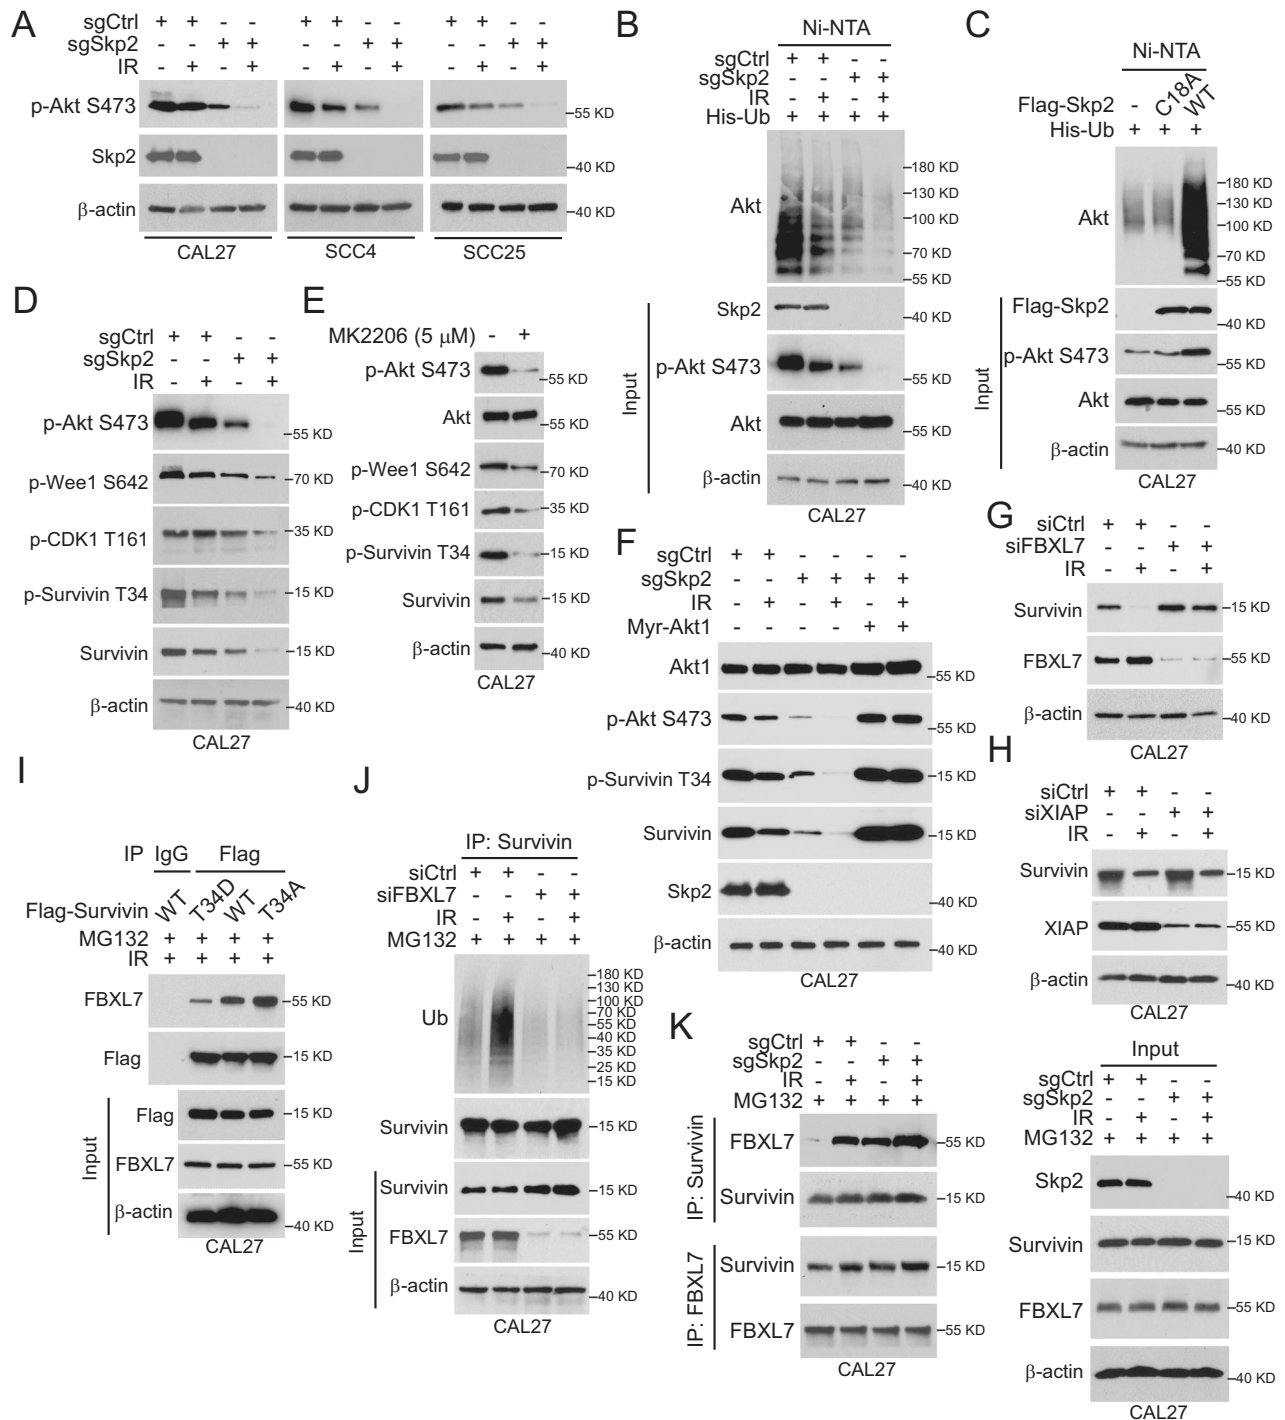 A
sgCtrl + + - - + + - - + + - -
sgSkp2 - - + + - - + + - - + +
IR - + - + - + - + - + - +
p-Akt S473
55 KD
Skp2
40 KD
β-actin
40 KD
CAL27 SCC4 SCC25
B
Ni-NTA
sgCtrl + + - -
sgSkp2 - - + +
IR - + - +
His-Ub + + + +
Akt
180 KD
130 KD
100 KD
70 KD
55 KD
Input
Skp2
40 KD
p-Akt S473
55 KD
Akt
55 KD
β-actin
40 KD
CAL27
C
Ni-NTA
Flag-Skp2 - C18A WT
His-Ub + + +
Akt
180 KD
130 KD
100 KD
70 KD
55 KD
Input
Flag-Skp2
40 KD
p-Akt S473
55 KD
Akt
55 KD
β-actin
40 KD
CAL27
D
sgCtrl + + - -
sgSkp2 - - + +
IR - + - +
p-Akt S473
55 KD
p-Wee1 S642
70 KD
p-CDK1 T161
35 KD
p-Survivin T34
15 KD
Survivin
15 KD
β-actin
40 KD
CAL27
E
MK2206 (5 μM) - +
p-Akt S473
55 KD
Akt
55 KD
p-Wee1 S642
70 KD
p-CDK1 T161
35 KD
p-Survivin T34
15 KD
Survivin
15 KD
β-actin
40 KD
CAL27
F
sgCtrl + + - - - -
sgSkp2 - - + + + +
IR - + - + - +
Myr-Akt1 - - - - + +
Akt1
55 KD
p-Akt S473
55 KD
p-Survivin T34
15 KD
Survivin
15 KD
Skp2
40 KD
β-actin
40 KD
CAL27
G
siCtrl + + - -
siFBXL7 - - + +
IR - + - +
Survivin
15 KD
FBXL7
55 KD
β-actin
40 KD
CAL27
H
siCtrl + + - -
siXIAP - - + +
IR - + - +
Survivin
15 KD
XIAP
55 KD
β-actin
40 KD
CAL27
I
IP IgG Flag
Flag-Survivin WT T34D WT T34A
MG132 + + + +
IR + + + +
FBXL7
55 KD
Flag
15 KD
Input
Flag
15 KD
FBXL7
55 KD
β-actin
40 KD
CAL27
J
IP: Survivin
siCtrl + + - -
siFBXL7 - - + +
IR - + - +
MG132 + + + +
Ub
180 KD
130 KD
100 KD
70 KD
55 KD
40 KD
35 KD
25 KD
15 KD
Survivin
15 KD
Input
Survivin
15 KD
FBXL7
55 KD
β-actin
40 KD
CAL27
K
sgCtrl + + - -
sgSkp2 - - + +
IR - + - +
MG132 + + + +
IP: Survivin
FBXL7
55 KD
Survivin
15 KD
IP: FBXL7
Survivin
15 KD
FBXL7
55 KD
CAL27
Input
sgCtrl + + - -
sgSkp2 - - + +
IR - + - +
MG132 + + + +
Skp2
40 KD
Survivin
15 KD
FBXL7
55 KD
β-actin
40 KD
CAL27